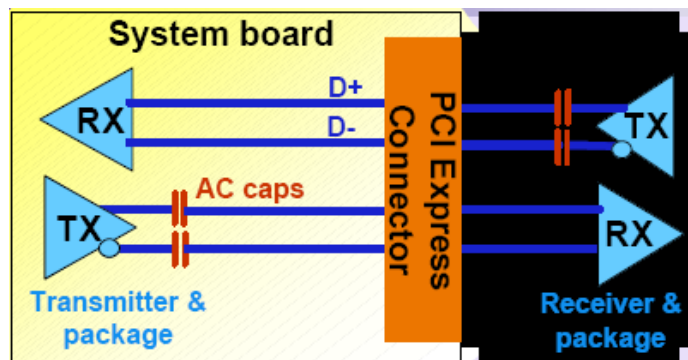 System board
RX
D+
D-
PCI Express
Connector
TX
AC caps
TX
RX
Transmitter &
package
Receiver &
package